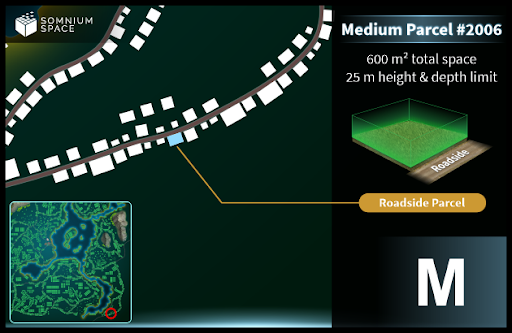 SOMNIUM
SPACE
Medium Parcel #2006
600 m² total space
25 m height & depth limit
Roadside
Roadside Parcel
M